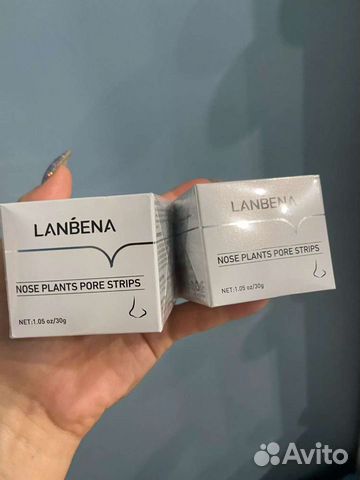 LANBENA
NOSE PLANTS PORE STRIPS
NET:1.05 oz/30g
LANBENA
NOSE PLANTS PORE STRIPS
NET:1.05 oz/30g
Avito